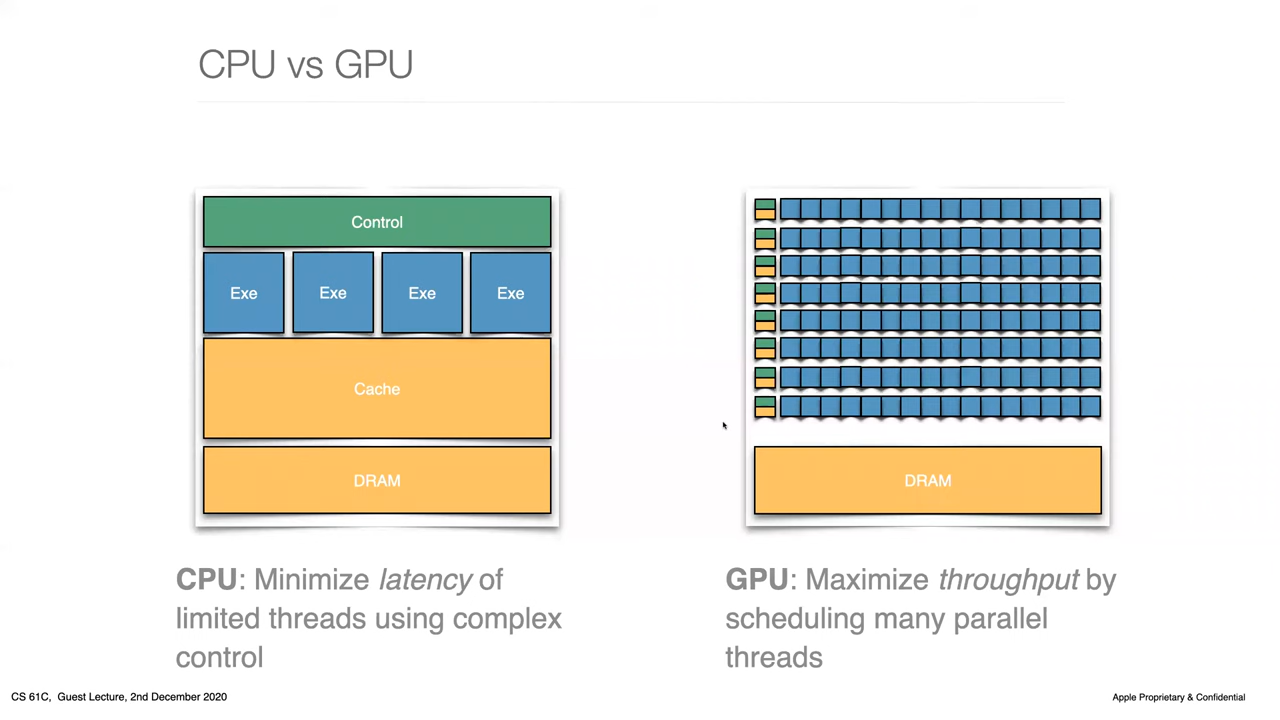 CPU vs GPU
Control
Exe Exe Exe Exe
Cache
DRAM
DRAM
CPU: Minimize latency of
limited threads using complex
control
GPU: Maximize throughput by
scheduling many parallel
threads
CS 61C, Guest Lecture, 2nd December 2020
Apple Proprietary & Confidential